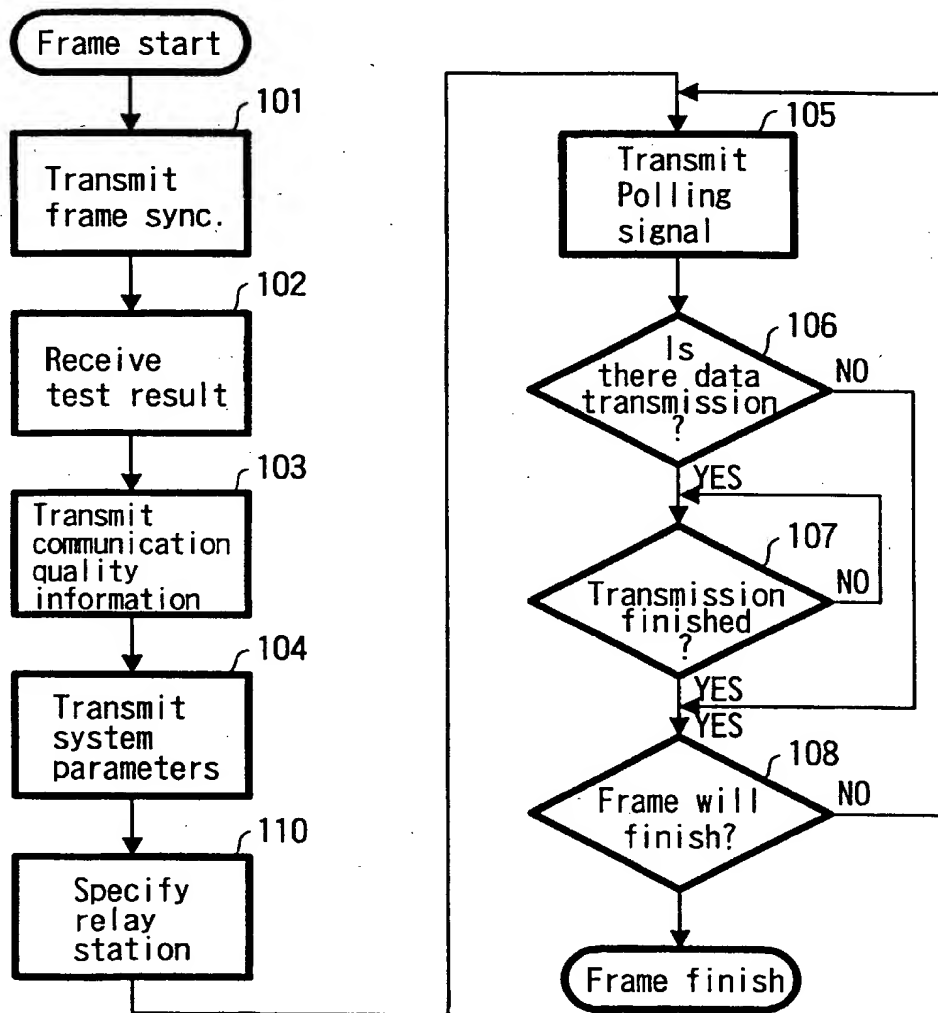 Frame start
101
Transmit
frame sync.
102
Receive
test result
103
Transmit
communication
quality
information
104
Transmit
system
parameters
110
Specify
relay
station
105
Transmit
Polling
signal
106
Is
there data
transmission
?
NO
YES
107
Transmission
finished
?
NO
YES
YES
108
Frame will
finish?
NO
Frame finish